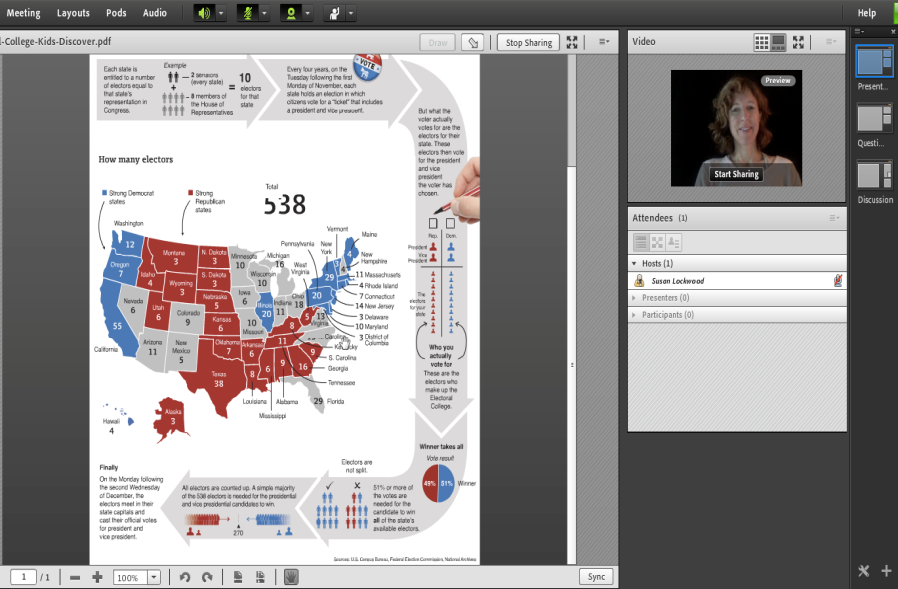 Meeting Layouts Pods Audio Help
l-College-Kids-Discover.pdf
Draw
Stop Sharing
Video
Preview
Start Sharing
Attendees (1)
Hosts (1)
Susan Lockwood
Presenters (0)
Participants (0)
Present...
Questi...
Discussion
Each state is
entitled to a number
of electors equal to
that state's
representation in
Congress.
Example
2 senators
(every state)
+
8 members of
the House of
Representatives
=
10
electors
for that
state
Every four years, on the
Tuesday following the first
Monday of November, each
state holds an election in which
citizens vote for a "ticket" that includes
a president and vice president.
VOTE
But what the
voter actually
votes for are the
electors for their
state. These
electors then vote
for the president
and vice
president
the voter has
chosen.
How many electors
Strong Democrat
states
Strong
Republican
states
Total
538
Washington
12
Oregon
7
California
55
Nevada
6
Idaho
4
Montana
3
Wyoming
3
Utah
6
Arizona
11
Colorado
9
New
Mexico
5
N. Dakota
3
S. Dakota
3
Nebraska
5
Kansas
6
Oklahoma
7
Texas
38
Minnesota
10
Iowa
6
10
Missouri
Arkansas
6
8
Louisiana
Wisconsin
10
Illinois
20
Michigan
16
Indiana
11
Ohio
18
8
Kentucky
11
Tennessee
6
Mississippi
9
Alabama
16
Georgia
29 Florida
9
S. Carolina
Carolina
13
Virginia
5
West
Virginia
Pennsylvania
20
New
York
29
Vermont
Maine
4
New
Hampshire
4
11 Massachusetts
4 Rhode Island
7 Connecticut
14 New Jersey
3 Delaware
10 Maryland
3 District of
Columbia
Alaska
3
Hawaii
4
Rep.
Dem.
President
Vice
President
The
electors
for your
state
Who you
actually
vote for
These are the
electors who
make up the
Electoral
College.
Winner takes all
Vote result
49%
51%
Winner
Electors are
not split.
51% or more of
the votes are
needed for the
candidate to win
all of the state's
available electors.
All electors are counted up. A simple majority
of the 538 electors is needed for the presidential
and vice presidential candidates to win.
270
Finally
On the Monday following
the second Wednesday
of December, the
electors meet in their
state capitals and
cast their official votes
for president and
vice president.
Sources: U.S. Census Bureau, Federal Election Commission, National Archives
1 / 1
100%
Sync